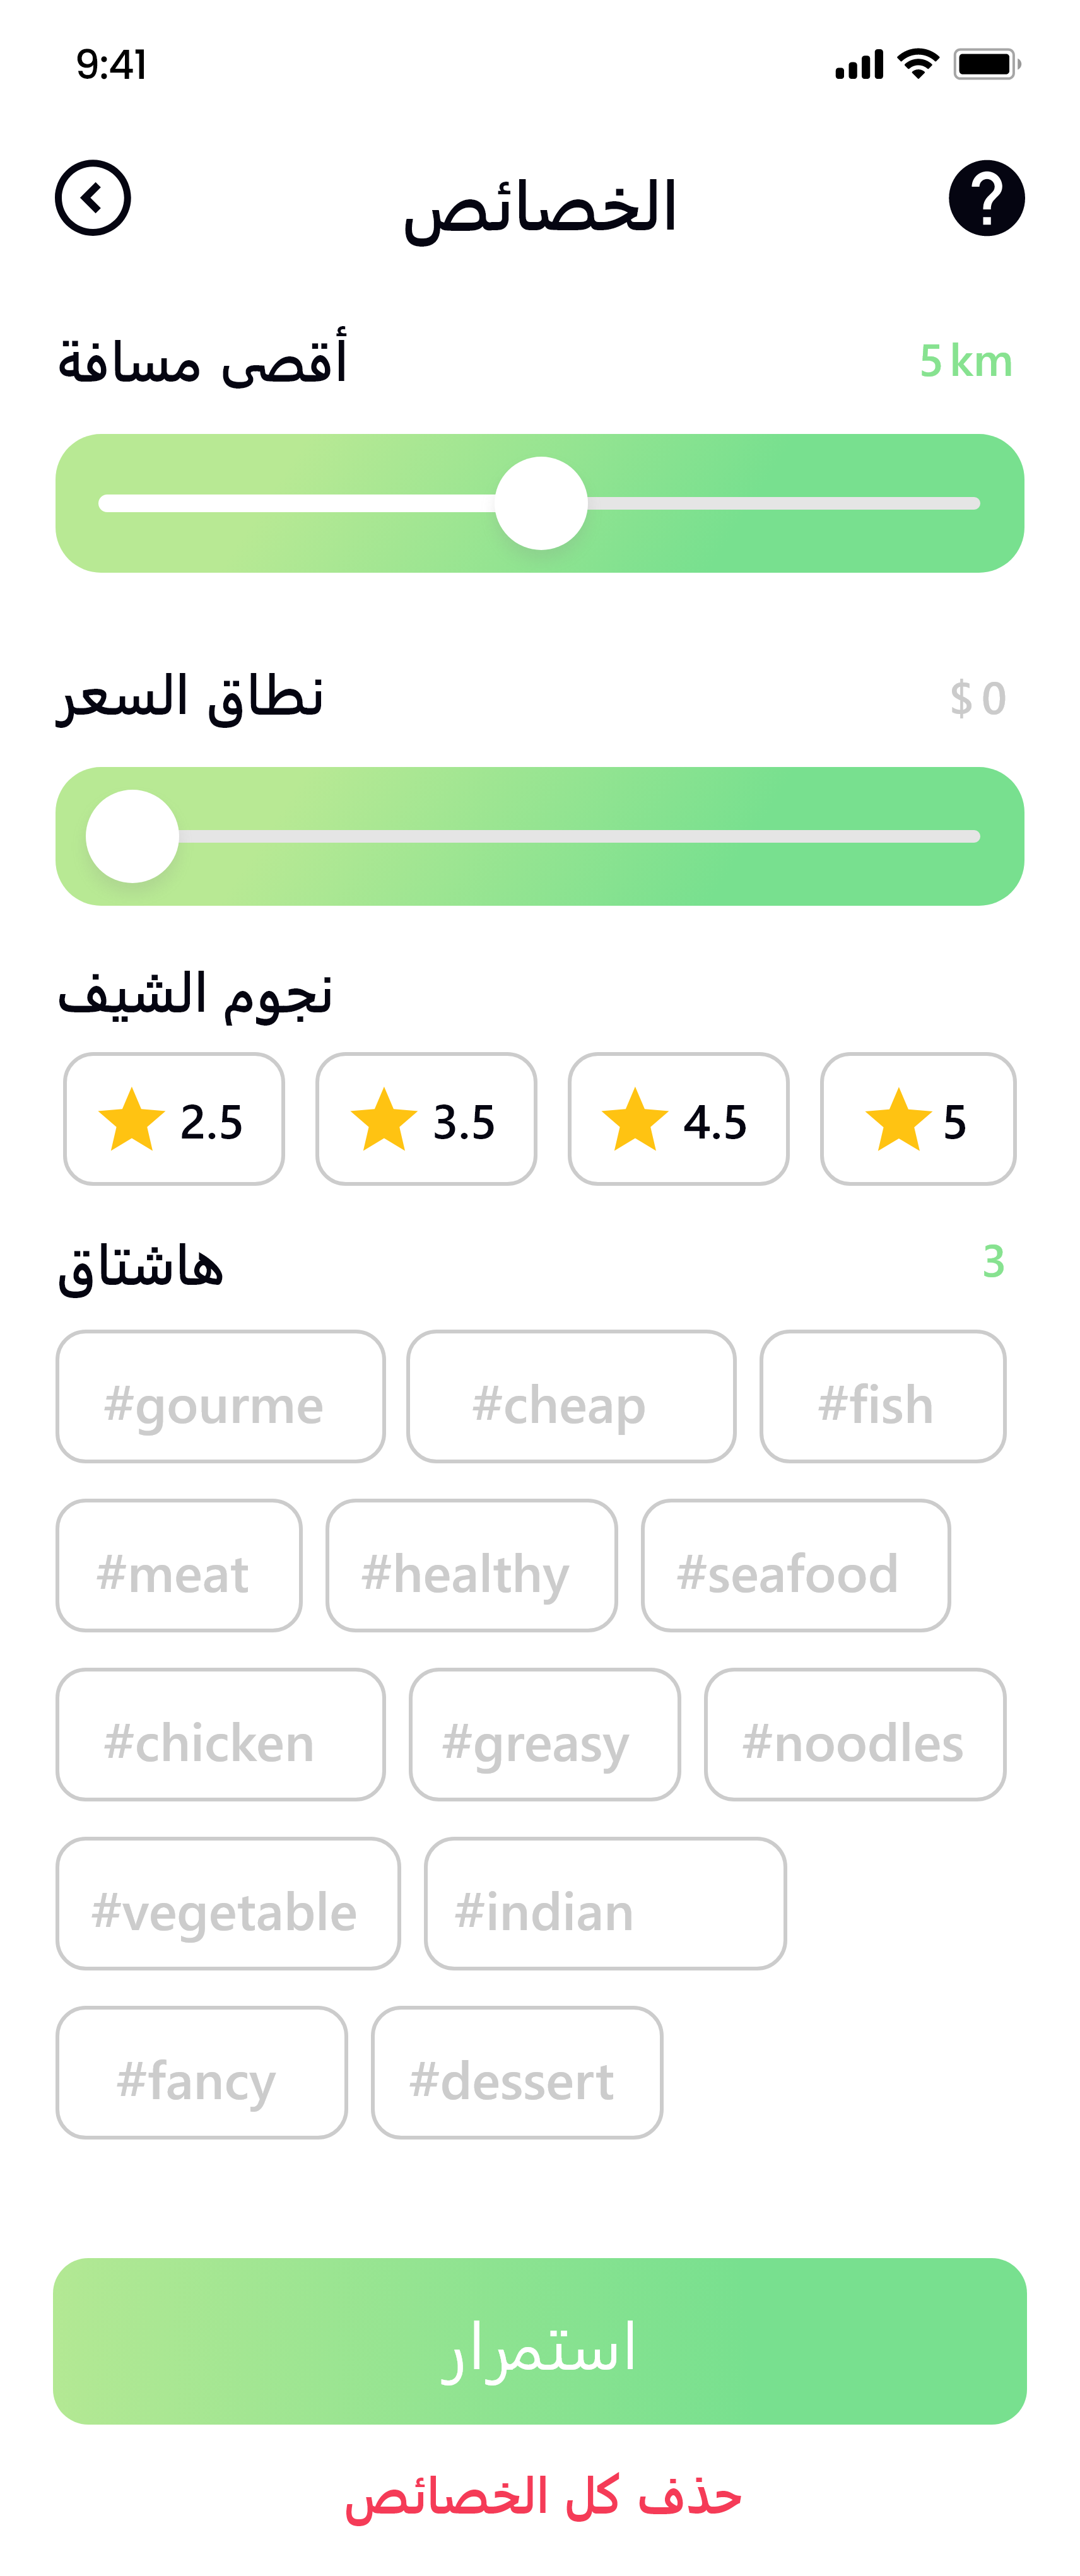 9:41
الخصائص
أقصى مسافة
5 km
نطاق السعر
$ 0
نجوم الشيف
2.5
3.5
4.5
5
هاشتاق
3
#gourme
#cheap
#fish
#meat
#healthy
#seafood
#chicken
#greasy
#noodles
#vegetable
#indian
#fancy
#dessert
استمرار
حذف كل الخصائص